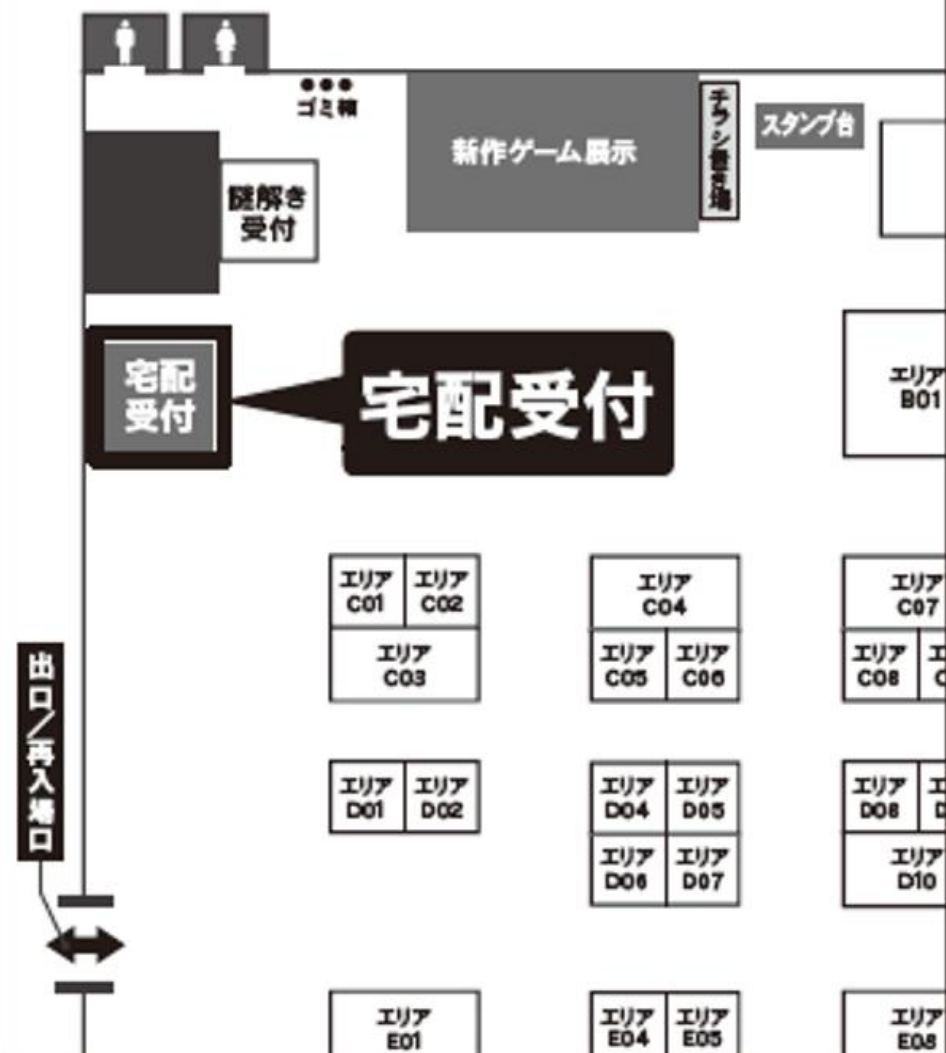 ゴミ箱
新作ゲーム展示
チラシ置き場
スタンプ台
謎解き
受付
宅配
受付
宅配受付
エリア
B01
エリア
C01
エリア
C02
エリア
C03
エリア
C04
エリア
C05
エリア
C06
エリア
C07
エリア
C08
出口/再入場口
エリア
D01
エリア
D02
エリア
D04
エリア
D05
エリア
D06
エリア
D07
エリア
D08
エリア
D10
エリア
E01
エリア
E04
エリア
E05
エリア
E08